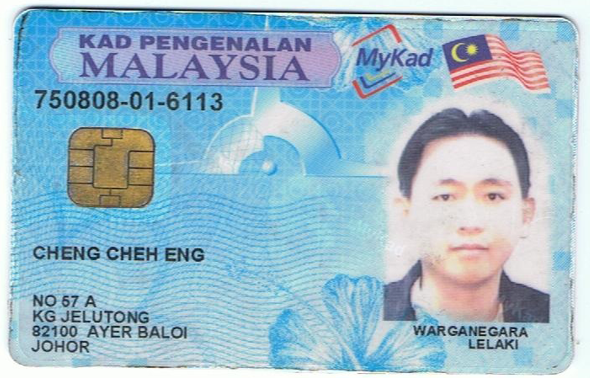 KAD PENGENALAN
MALAYSIA
MyKad
750808-01-6113
CHENG CHEH ENG
NO 57 A
KG JELUTONG
82100 AYER BALOI
JOHOR
WARGANEGARA
LELAKI